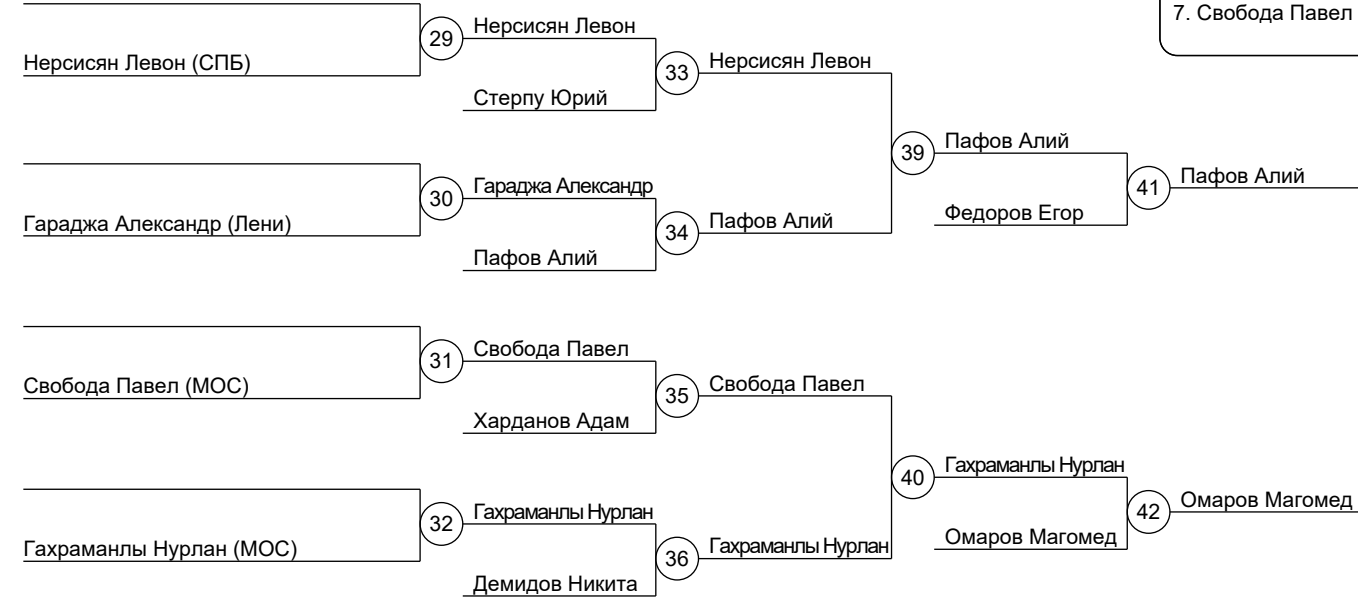 7. Свобода Павел
Нерсисян Левон
29
Нерсисян Левон (СПБ)
Нерсисян Левон
33
Стерпу Юрий
Пафов Алий
39
Пафов Алий
41
Гараджа Александр
30
Гараджа Александр (Лени)
Пафов Алий
34
Федоров Егор
Пафов Алий
Свобода Павел
31
Свобода Павел (МОС)
Свобода Павел
35
Харданов Адам
Гахраманлы Нурлан
40
Омаров Магомед
42
Гахраманлы Нурлан
32
Гахраманлы Нурлан (МОС)
Гахраманлы Нурлан
36
Омаров Магомед
Демидов Никита